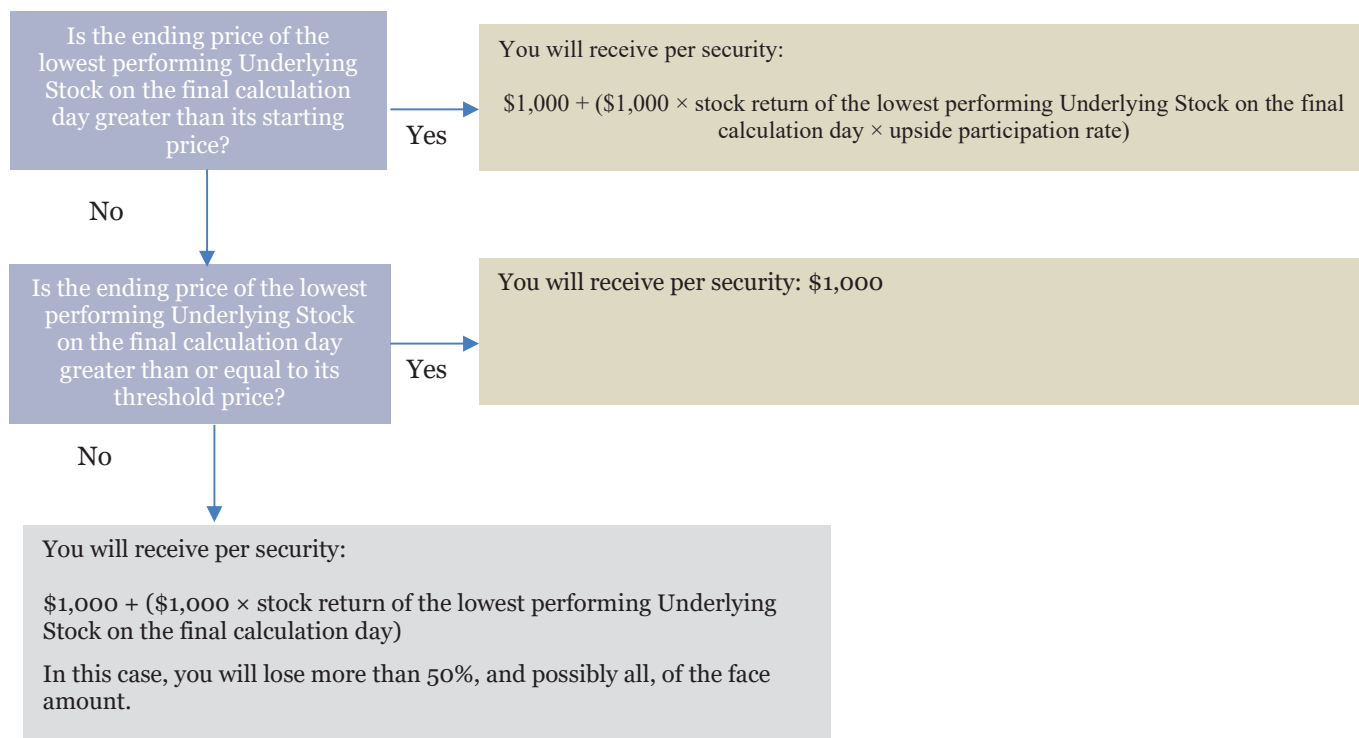 Is the ending price of the
lowest performing Underlying
Stock on the final calculation
day greater than its starting
price?
Yes
You will receive per security:
$1,000 + ($1,000 × stock return of the lowest performing Underlying Stock on the final
calculation day × upside participation rate)
No
Is the ending price of the lowest
performing Underlying Stock
on the final calculation day
greater than or equal to its
threshold price?
Yes
You will receive per security: $1,000
No
You will receive per security:
$1,000 + ($1,000 × stock return of the lowest performing Underlying
Stock on the final calculation day)
In this case, you will lose more than 50%, and possibly all, of the face
amount.